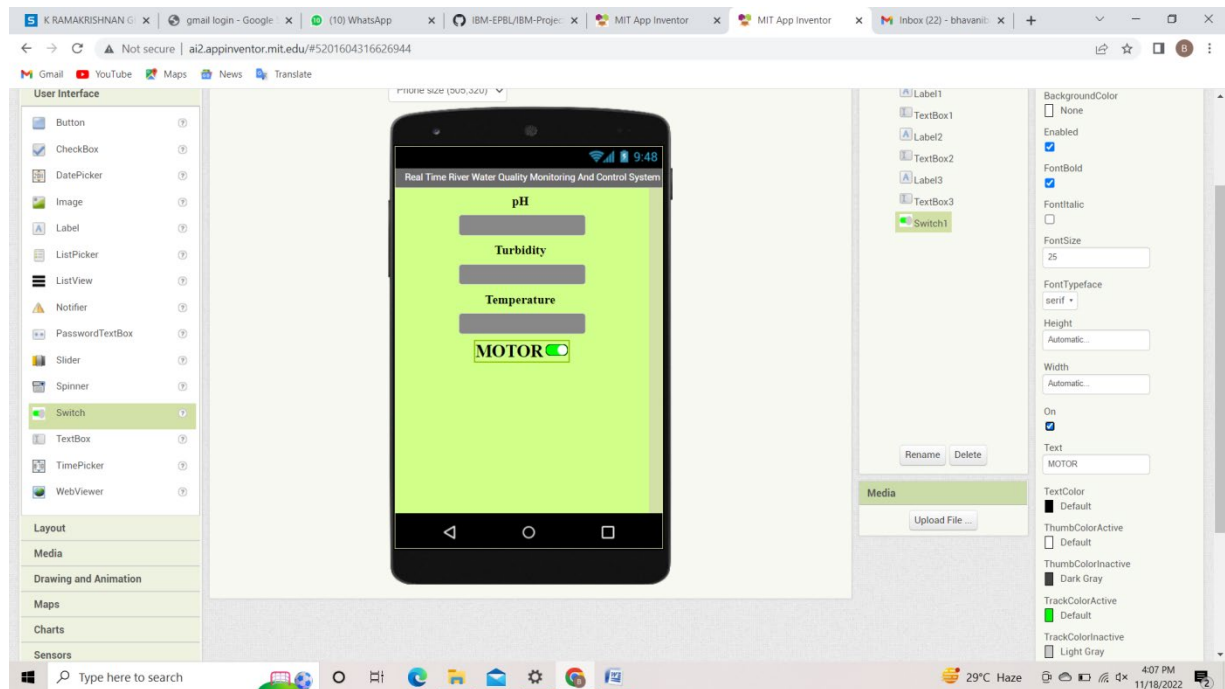 K RAMAKRISHNAN G
gmail login - Google
(10) WhatsApp
IBM-EPBL/IBM-Projec
MIT App Inventor
MIT App Inventor
Inbox (22) - bhavanib
Not secure | ai2.appinventor.mit.edu/#5201604316626944
B
Gmail
YouTube
Maps
News
Translate
User Interface
Button
CheckBox
DatePicker
Image
Label
ListPicker
ListView
Notifier
PasswordTextBox
Slider
Spinner
Switch
TextBox
TimePicker
WebViewer
Layout
Media
Drawing and Animation
Maps
Charts
Sensors
Phone size (505,320)
9:48
Real Time River Water Quality Monitoring And Control System
pH
Turbidity
Temperature
MOTOR
Label1
TextBox1
Label2
TextBox2
Label3
TextBox3
Switch1
Rename Delete
Media
Upload File ...
BackgroundColor
None
Enabled
FontBold
FontItalic
FontSize
25
FontTypeface
serif
Height
Automatic...
Width
Automatic...
On
Text
MOTOR
TextColor
Default
ThumbColorActive
Default
ThumbColorInactive
Dark Gray
TrackColorActive
Default
TrackColorInactive
Light Gray
Type here to search
29°C Haze
4:07 PM
11/18/2022
2